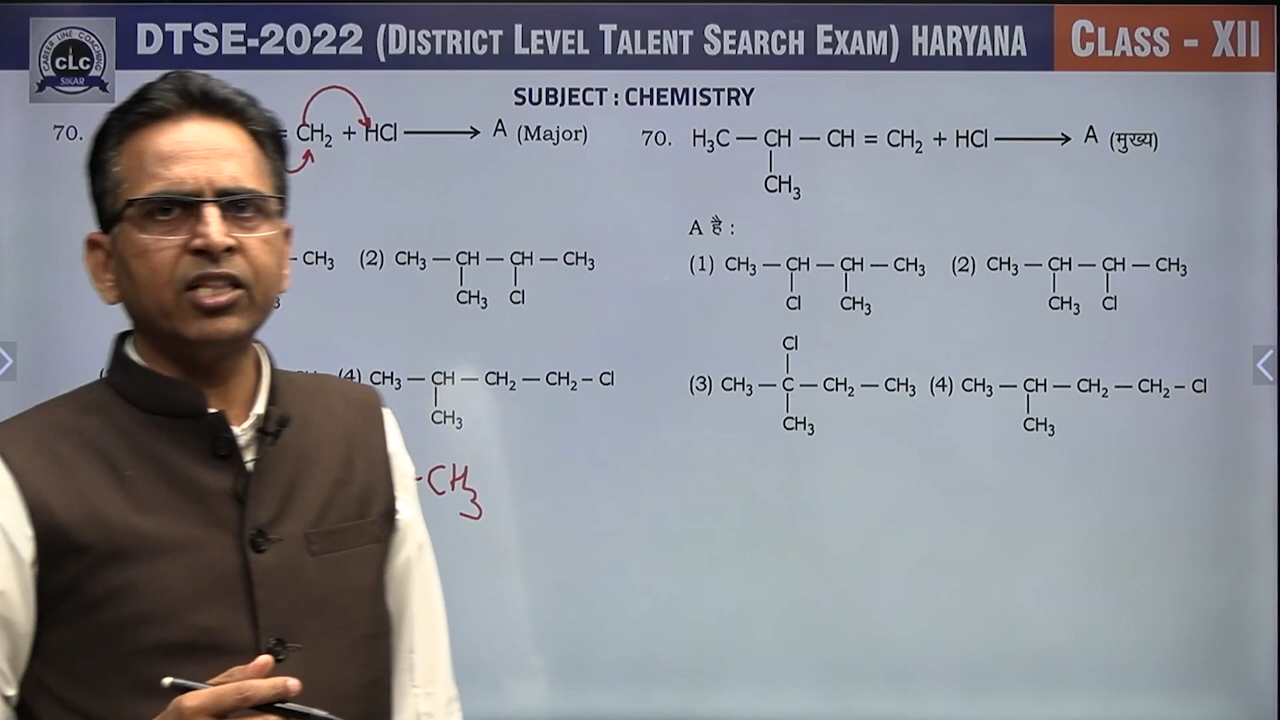 CAREER LINE COACHING
CLC
SIKAR
DTSE-2022 (DISTRICT LEVEL TALENT SEARCH EXAM) HARYANA
CLASS - XII
SUBJECT : CHEMISTRY
70. = CH2 + HCl ⟶ A (Major)
- CH3 (2) CH3 — CH — CH — CH3
CH3 Cl
(4) CH3 — CH — CH2 — CH2 – Cl
CH3
-CH3
70. H3C — CH — CH = CH2 + HCl ⟶ A (मुख्य)
CH3
A है :
(1) CH3 — CH — CH — CH3 (2) CH3 — CH — CH — CH3
Cl CH3 CH3 Cl
Cl
(3) CH3 — C — CH2 — CH3 (4) CH3 — CH — CH2 — CH2 – Cl
CH3 CH3